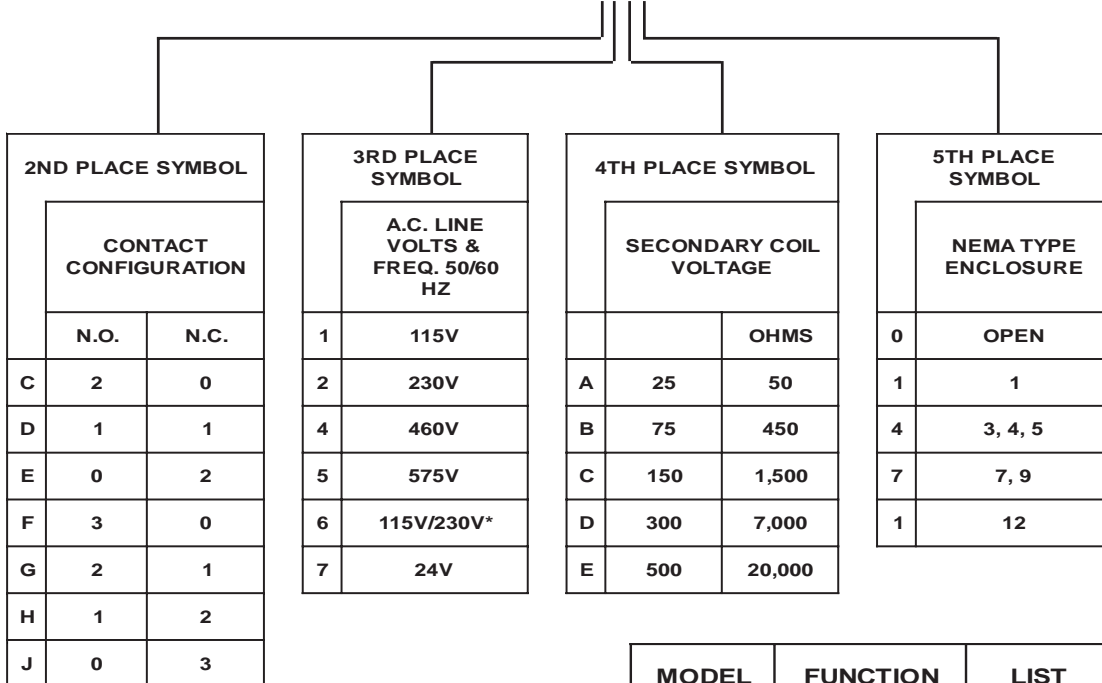 2ND PLACE SYMBOL
CONTACT
CONFIGURATION
N.O. N.C.
C 2 0
D 1 1
E 0 2
F 3 0
G 2 1
H 1 2
J 0 3
3RD PLACE
SYMBOL
A.C. LINE
VOLTS &
FREQ. 50/60
HZ
1 115V
2 230V
4 460V
5 575V
6 115V/230V*
7 24V
4TH PLACE SYMBOL
SECONDARY COIL
VOLTAGE
OHMS
A 25 50
B 75 450
C 150 1,500
D 300 7,000
E 500 20,000
5TH PLACE
SYMBOL
NEMA TYPE
ENCLOSURE
0 OPEN
1 1
4 3, 4, 5
7 7, 9
1 12
MODEL FUNCTION LIST